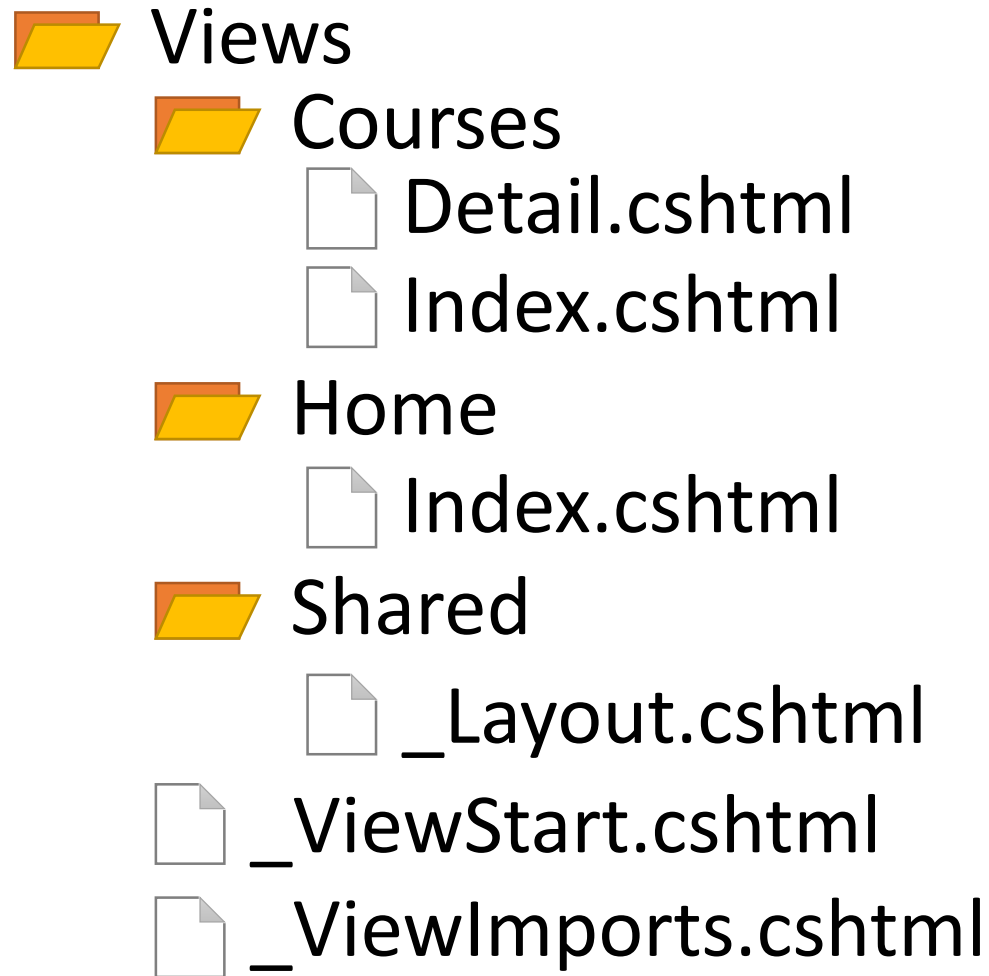 Views
Courses
Detail.cshtml
Index.cshtml
Home
Index.cshtml
Shared
_Layout.cshtml
_ViewStart.cshtml
_ViewImports.cshtml